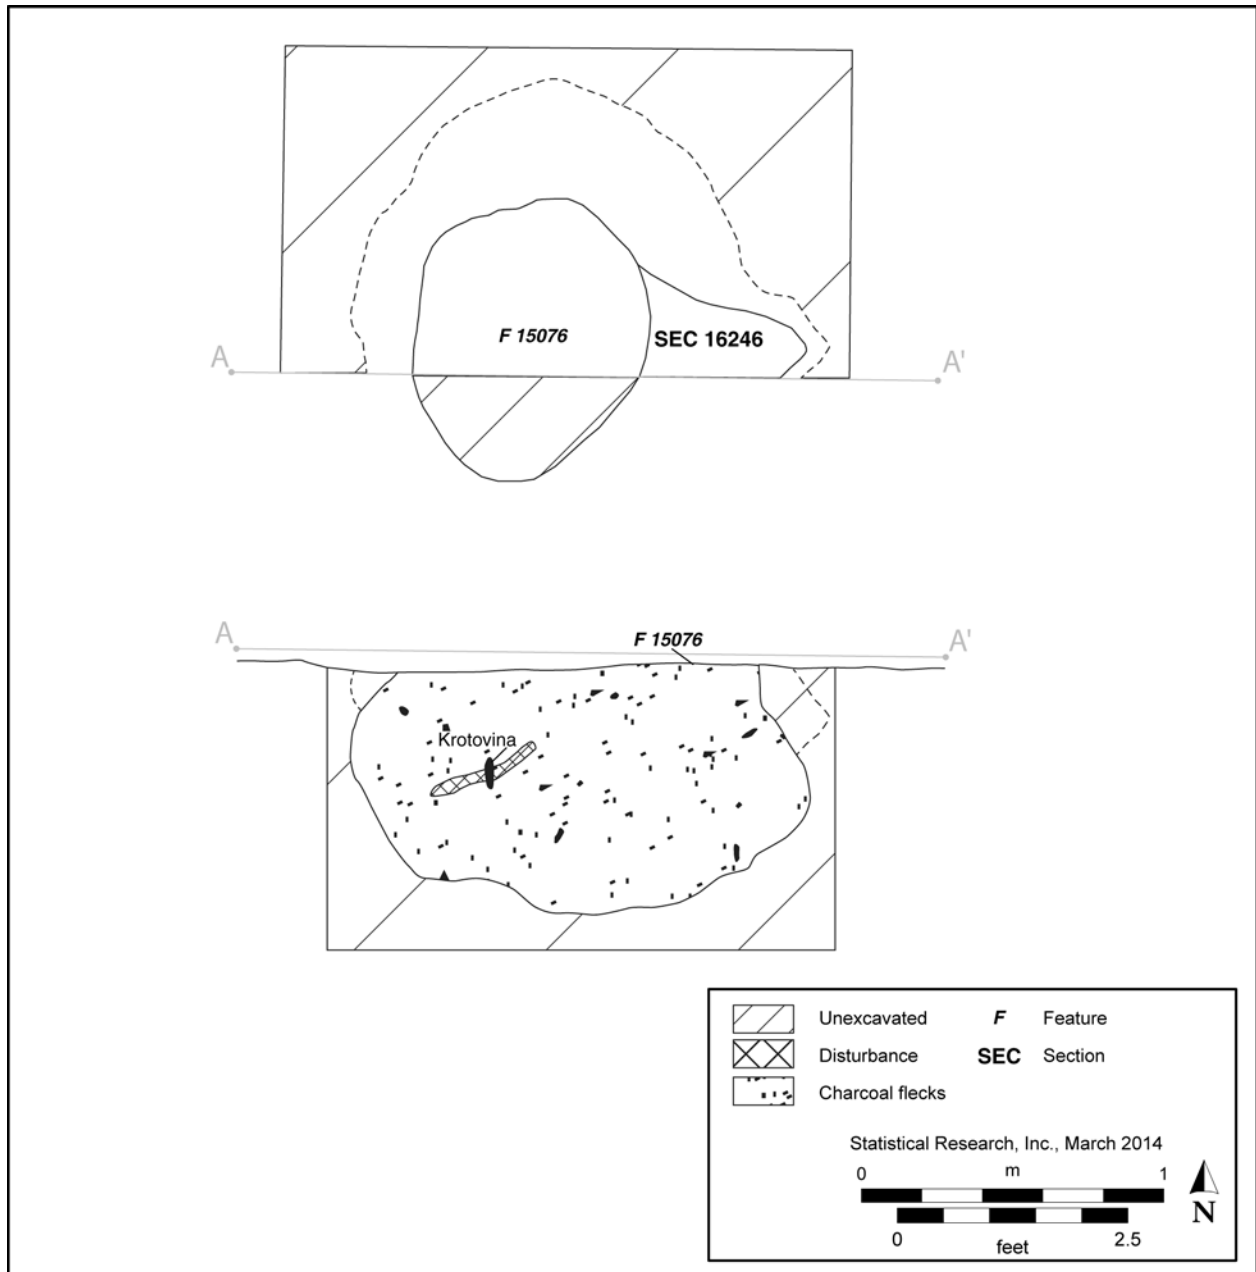 F 15076
SEC 16246
A
A'
A
F 15076
A'
Krotovina
Unexcavated
F
Feature
Disturbance
SEC
Section
Charcoal flecks
Statistical Research, Inc., March 2014
0 m 1
N
0 feet 2.5